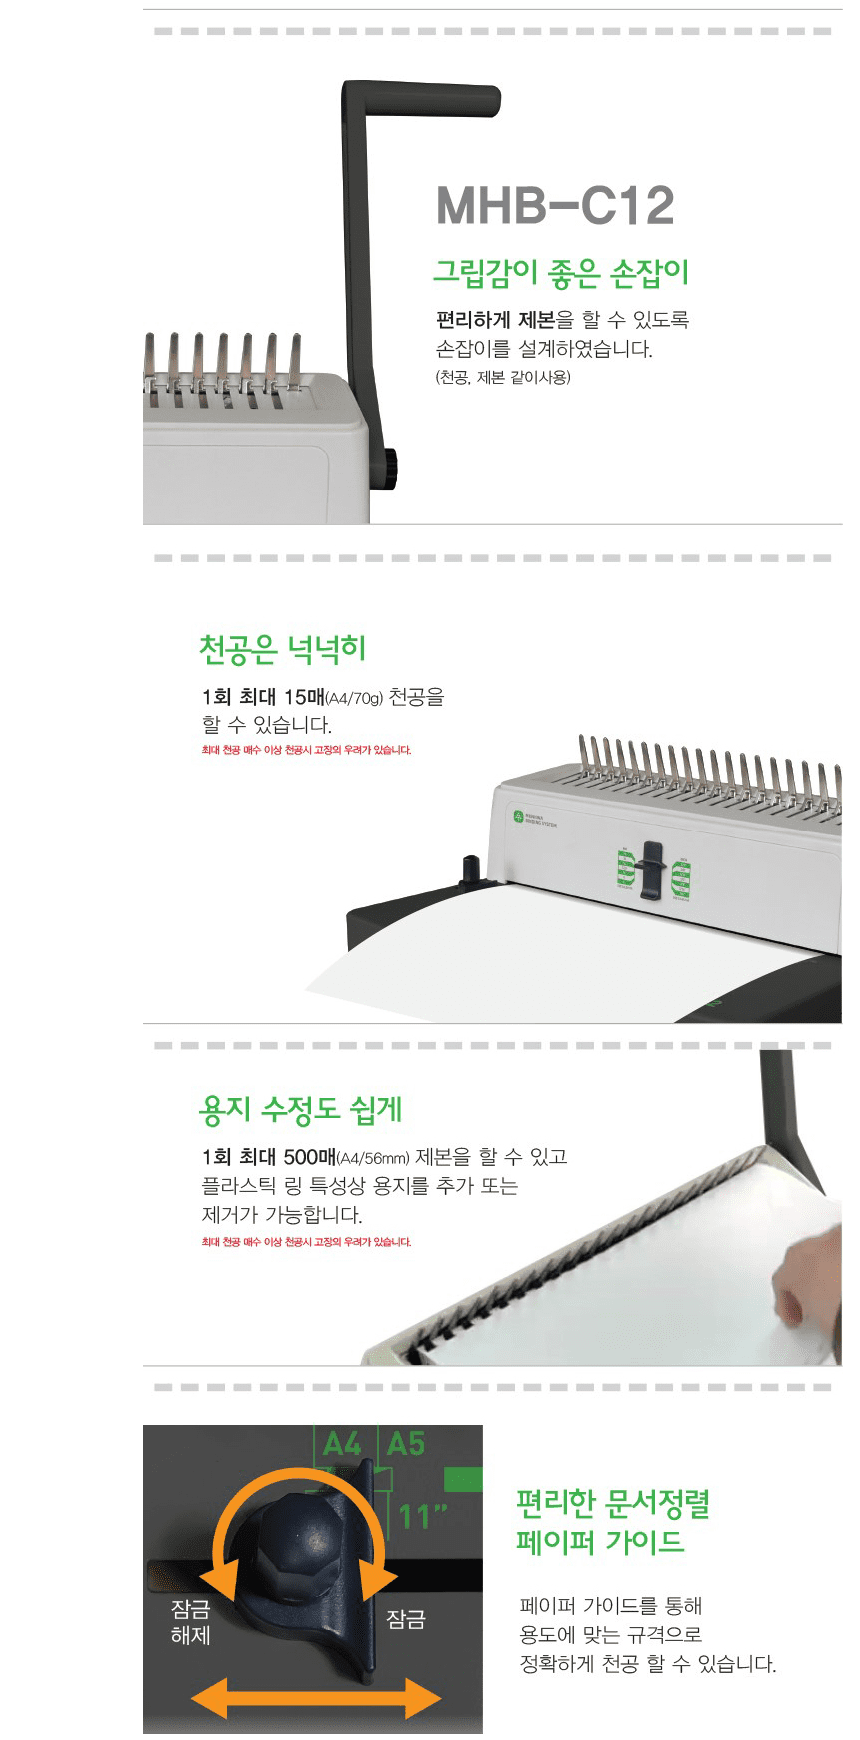 MHB-C12
그립감이 좋은 손잡이
편리하게 제본을 할 수 있도록
손잡이를 설계하였습니다.
(천공, 제본 같이사용)
천공은 넉넉히
1회 최대 15매(A4/70g) 천공을
할 수 있습니다.
최대 천공 매수 이상 천공시 고장의 우려가 있습니다.
BINDING SYSTEM
용지 수정도 쉽게
1회 최대 500매(A4/56mm) 제본을 할 수 있고
플라스틱 링 특성상 용지를 추가 또는
제거가 가능합니다.
최대 천공 매수 이상 천공시 고장의 우려가 있습니다.
A4 A5
11”
잠금
해제
잠금
편리한 문서정렬
페이퍼 가이드
페이퍼 가이드를 통해
용도에 맞는 규격으로
정확하게 천공 할 수 있습니다.